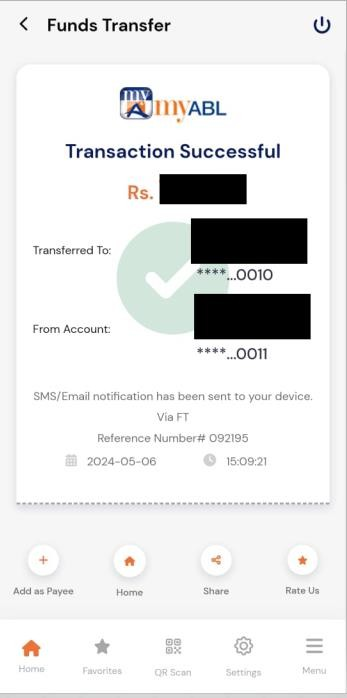 Funds Transfer
my
myABL
Transaction Successful
Rs.
Transferred To:
****...0010
From Account:
****...0011
SMS/Email notification has been sent to your device.
Via FT
Reference Number# 092195
2024-05-06 15:09:21
Add as Payee Home Share Rate Us
Home Favorites QR Scan Settings Menu